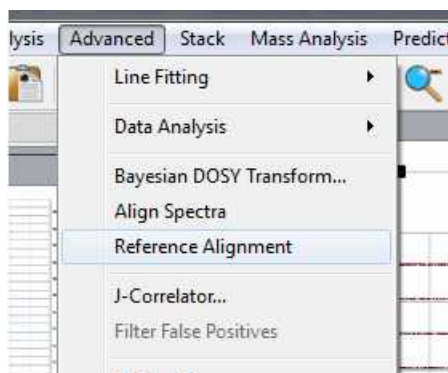 lysis Advanced Stack Mass Analysis Predict
Line Fitting
Data Analysis
Bayesian DOSY Transform...
Align Spectra
Reference Alignment
J-Correlator...
Filter False Positives